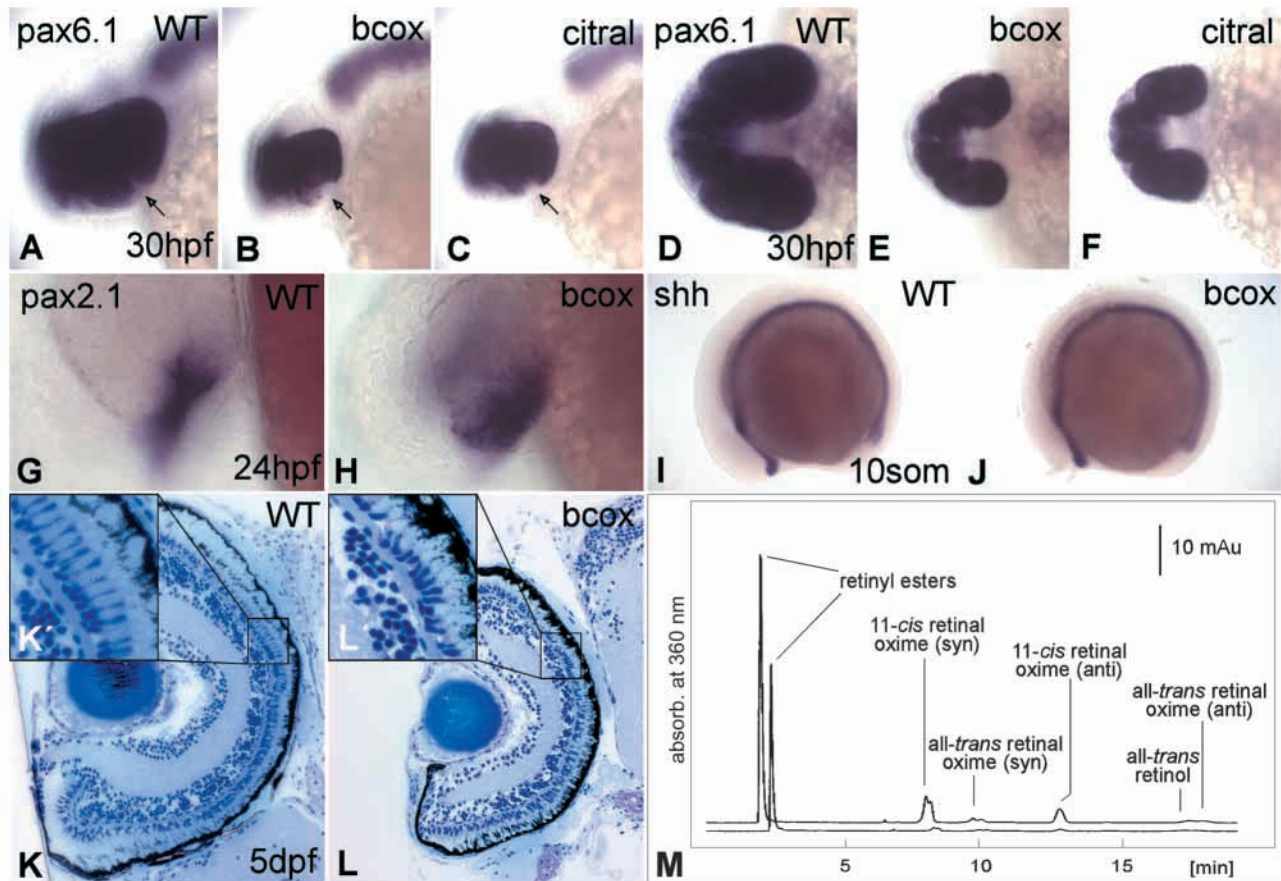 pax6.1 WT
bcox
citral
pax6.1 WT
bcox
citral
A 30hpf
B
C
D 30hpf
E
F
pax2.1 WT
bcox
shh WT
bcox
G 24hpf
H
I 10som J
K´ WT
L´ bcox
K 5dpf
L
10 mAu
retinyl esters
11-cis retinal
oxime (syn)
11-cis retinal
oxime (anti)
all-trans retinal
oxime (syn)
all-trans retinal
oxime (anti)
all-trans
retinol
absorb. at 360 nm
M 5 10 15 [min]